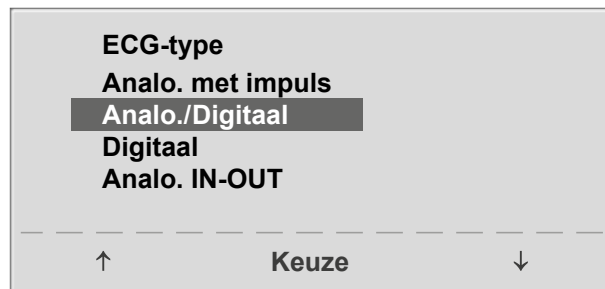 ECG-type
Analo. met impuls
Analo./Digitaal
Digitaal
Analo. IN-OUT
↑ Keuze ↓